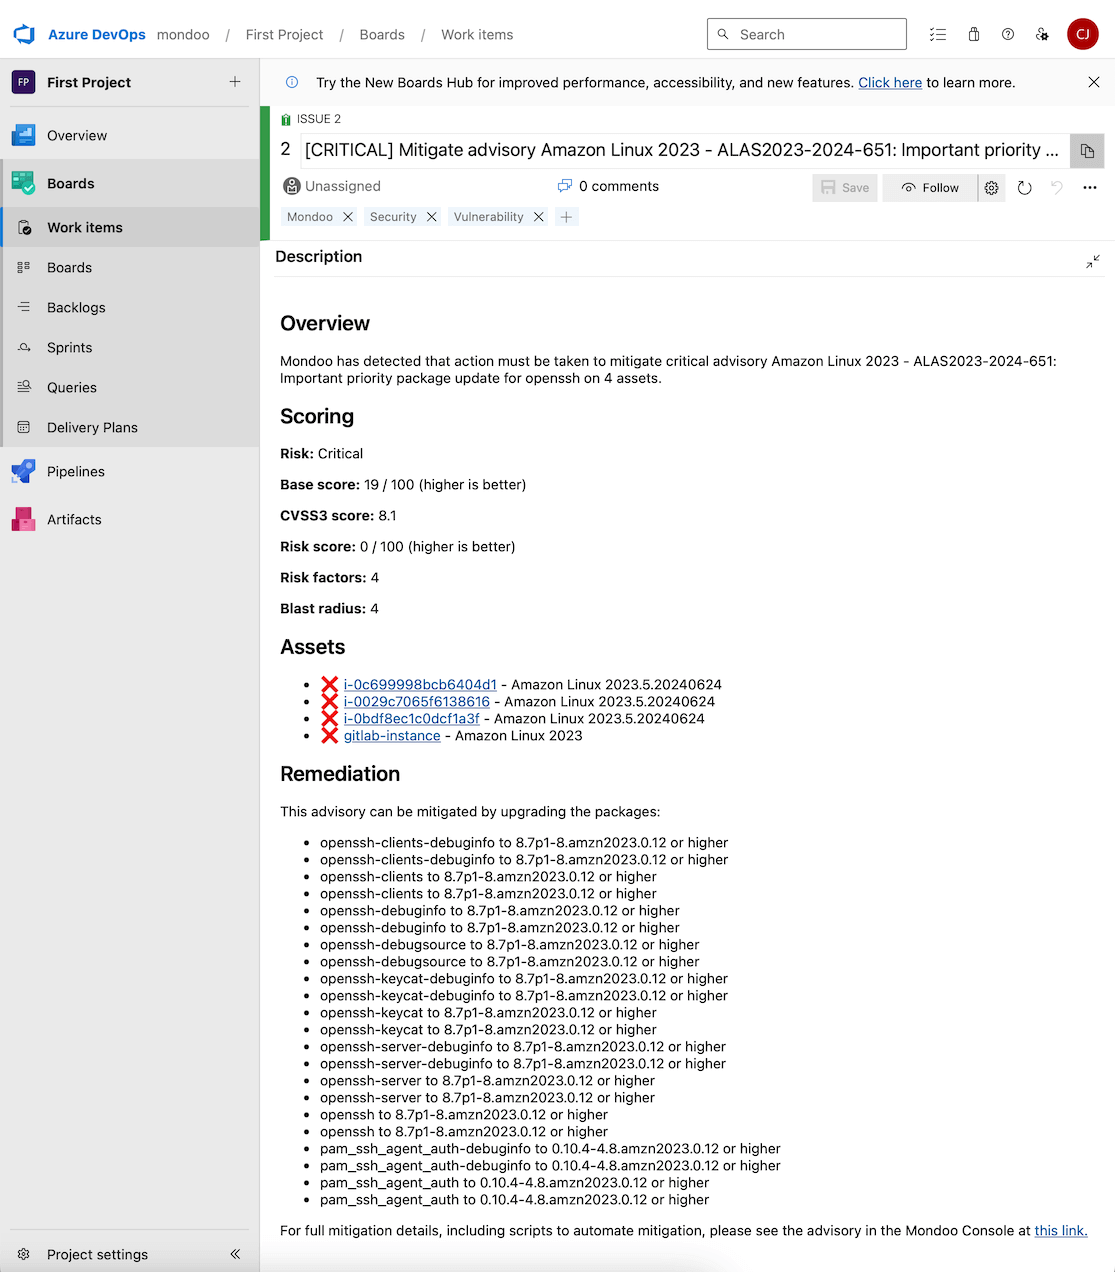 Azure DevOps mondoo / First Project / Boards / Work items
Search
CJ
FP First Project
Overview
Boards
Work items
Boards
Backlogs
Sprints
Queries
Delivery Plans
Pipelines
Artifacts
Project settings
Try the New Boards Hub for improved performance, accessibility, and new features. Click here to learn more.
ISSUE 2
2 [CRITICAL] Mitigate advisory Amazon Linux 2023 - ALAS2023-2024-651: Important priority ...
Unassigned
0 comments
Save
Follow
Mondoo
Security
Vulnerability
Description
Overview
Mondoo has detected that action must be taken to mitigate critical advisory Amazon Linux 2023 - ALAS2023-2024-651:
Important priority package update for openssh on 4 assets.
Scoring
Risk: Critical
Base score: 19 / 100 (higher is better)
CVSS3 score: 8.1
Risk score: 0 / 100 (higher is better)
Risk factors: 4
Blast radius: 4
Assets
i-0c699998bcb6404d1 - Amazon Linux 2023.5.20240624
i-0029c7065f6138616 - Amazon Linux 2023.5.20240624
i-0bdf8ec1c0dcf1a3f - Amazon Linux 2023.5.20240624
gitlab-instance - Amazon Linux 2023
Remediation
This advisory can be mitigated by upgrading the packages:
openssh-clients-debuginfo to 8.7p1-8.amzn2023.0.12 or higher
openssh-clients-debuginfo to 8.7p1-8.amzn2023.0.12 or higher
openssh-clients to 8.7p1-8.amzn2023.0.12 or higher
openssh-clients to 8.7p1-8.amzn2023.0.12 or higher
openssh-debuginfo to 8.7p1-8.amzn2023.0.12 or higher
openssh-debuginfo to 8.7p1-8.amzn2023.0.12 or higher
openssh-debugsource to 8.7p1-8.amzn2023.0.12 or higher
openssh-debugsource to 8.7p1-8.amzn2023.0.12 or higher
openssh-keycat-debuginfo to 8.7p1-8.amzn2023.0.12 or higher
openssh-keycat-debuginfo to 8.7p1-8.amzn2023.0.12 or higher
openssh-keycat to 8.7p1-8.amzn2023.0.12 or higher
openssh-keycat to 8.7p1-8.amzn2023.0.12 or higher
openssh-server-debuginfo to 8.7p1-8.amzn2023.0.12 or higher
openssh-server-debuginfo to 8.7p1-8.amzn2023.0.12 or higher
openssh-server to 8.7p1-8.amzn2023.0.12 or higher
openssh-server to 8.7p1-8.amzn2023.0.12 or higher
openssh to 8.7p1-8.amzn2023.0.12 or higher
openssh to 8.7p1-8.amzn2023.0.12 or higher
pam_ssh_agent_auth-debuginfo to 0.10.4-4.8.amzn2023.0.12 or higher
pam_ssh_agent_auth-debuginfo to 0.10.4-4.8.amzn2023.0.12 or higher
pam_ssh_agent_auth to 0.10.4-4.8.amzn2023.0.12 or higher
pam_ssh_agent_auth to 0.10.4-4.8.amzn2023.0.12 or higher
For full mitigation details, including scripts to automate mitigation, please see the advisory in the Mondoo Console at this link.